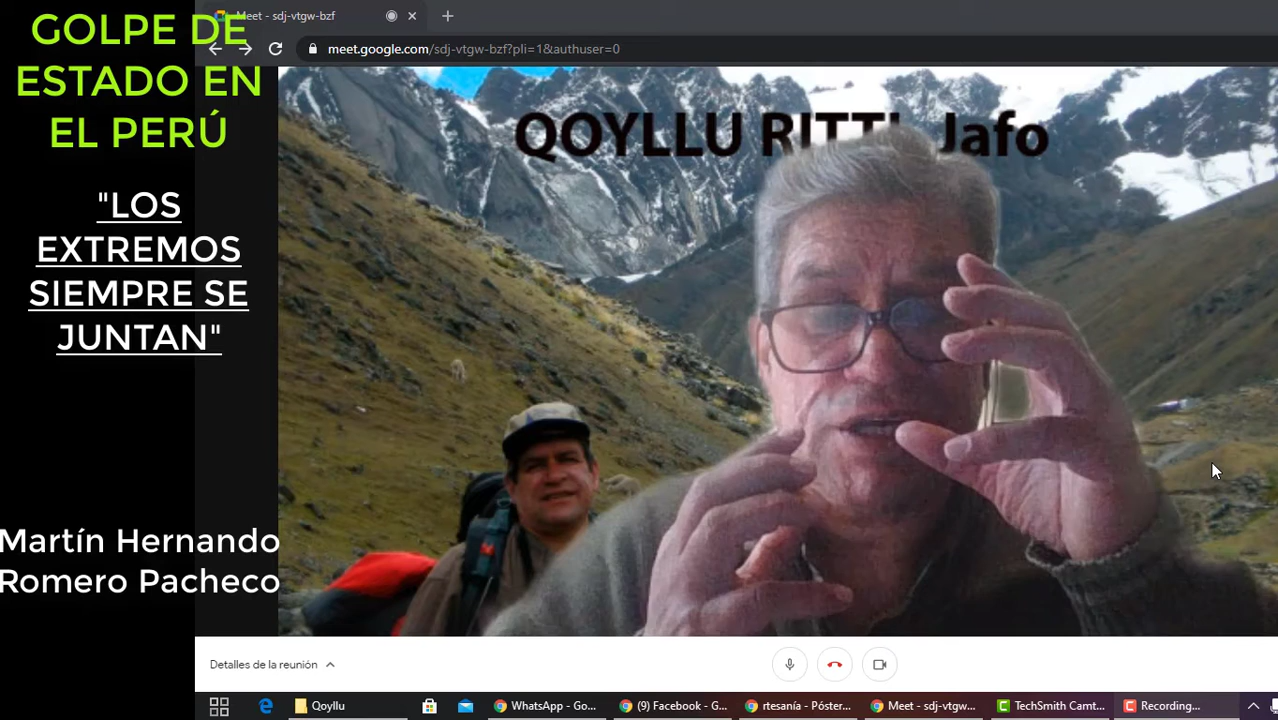 GOLPE DE
ESTADO EN
EL PERÚ
"LOS
EXTREMOS
SIEMPRE SE
JUNTAN"
Martín Hernando
Romero Pacheco
Meet - sdj-vtgw-bzf
meet.google.com/sdj-vtgw-bzf?pli=1&authuser=0
QOYLLU RITTI Jafo
Detalles de la reunión
Qoyllu
WhatsApp - Go...
(9) Facebook - G...
rtesanía - Póster...
Meet - sdj-vtgw...
TechSmith Camt...
Recording...